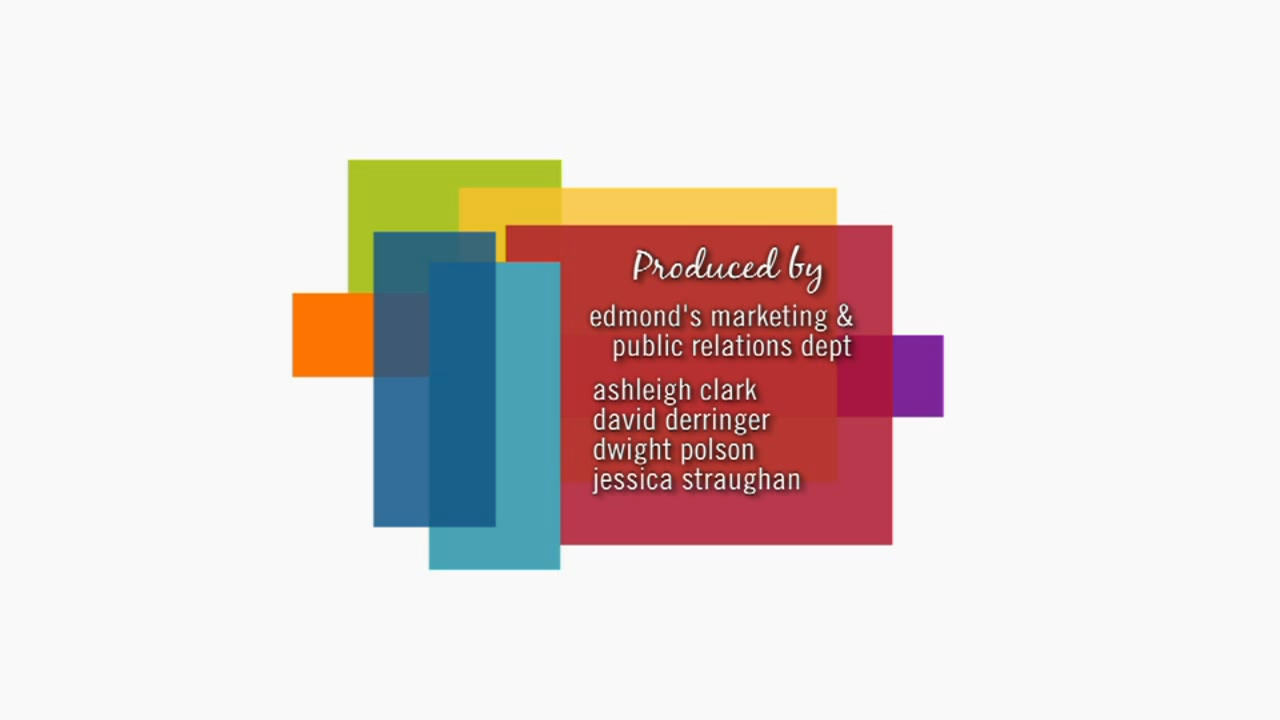 Produced by
edmond's marketing &
public relations dept
ashleigh clark
david derringer
dwight polson
jessica straughan